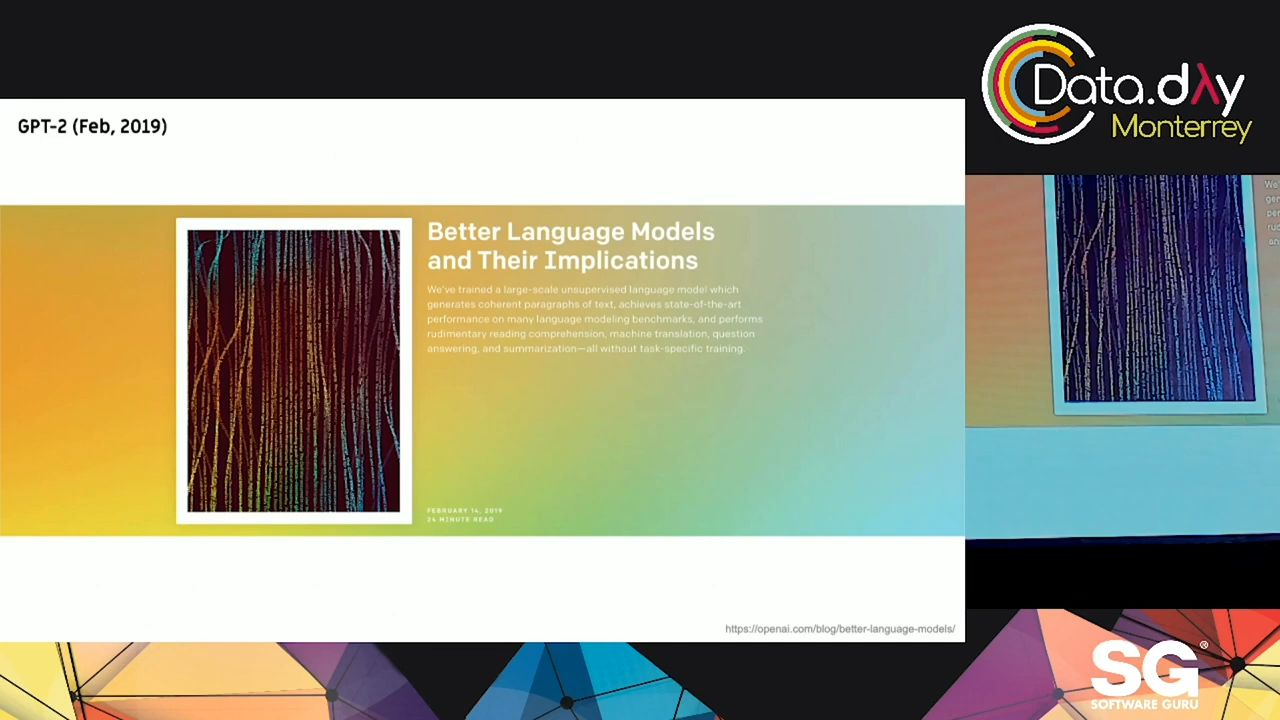 GPT-2 (Feb, 2019)
Better Language Models
and Their Implications
We've trained a large-scale unsupervised language model which
generates coherent paragraphs of text, achieves state-of-the-art
performance on many language modeling benchmarks, and performs
rudimentary reading comprehension, machine translation, question
answering, and summarization—all without task-specific training.
FEBRUARY 14, 2019
24 MINUTE READ
https://openai.com/blog/better-language-models/
Data.dλy
Monterrey
We
SG®
SOFTWARE GURU